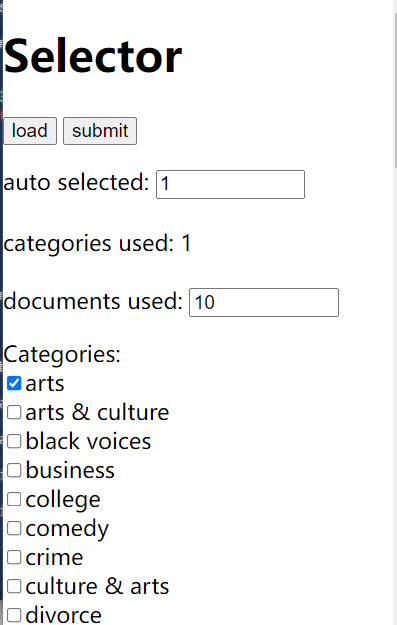 Selector
load submit
auto selected: 1
categories used: 1
documents used: 10
Categories:
arts
arts & culture
black voices
business
college
comedy
crime
culture & arts
divorce